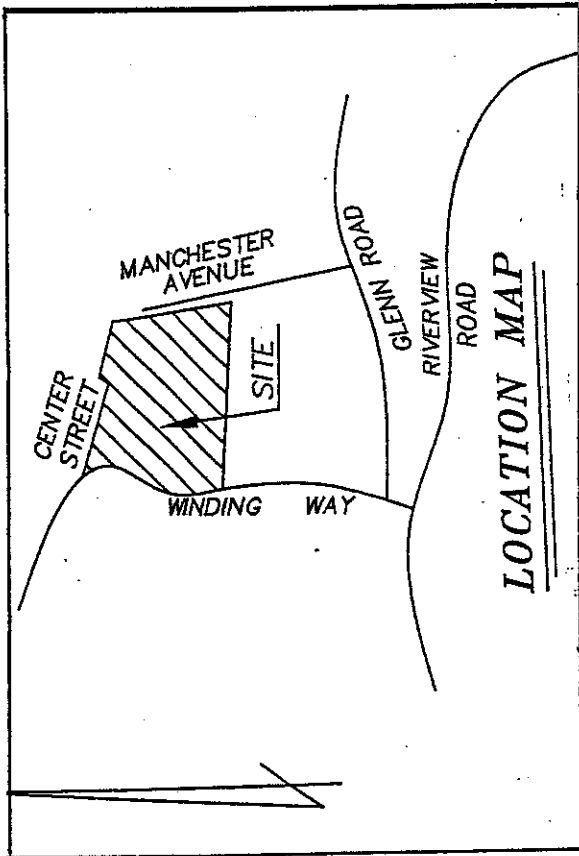 MANCHESTER
AVENUE
CENTER
STREET
SITE
GLENN ROAD
RIVERVIEW
ROAD
WINDING WAY
LOCATION MAP